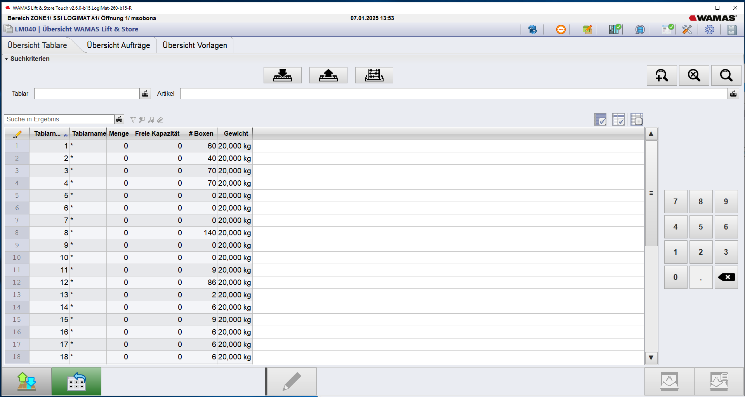 WAMAS Lift & Store Touch v2.6.0-b15 LogiMat-260-b15-R
Bereich ZONE1/ SSI LOGIMAT A1/ Öffnung 1/ msobons 07.01.2025 13:53 WAMAS
LM040 | Übersicht WAMAS Lift & Store
Übersicht Tablare Übersicht Aufträge Übersicht Vorlagen
Suchkriterien
Tablar Artikel
Suche in Ergebnis
Tablarn... Tablarname Menge Freie Kapazität # Boxen Gewicht
1 1 * 0 0 60 20,000 kg
2 2 * 0 0 40 20,000 kg
3 3 * 0 0 70 20,000 kg
4 4 * 0 0 70 20,000 kg
5 5 * 0 0 0 20,000 kg
6 6 * 0 0 0 20,000 kg
7 7 * 0 0 0 20,000 kg
8 8 * 0 0 140 20,000 kg
9 9 * 0 0 0 20,000 kg
10 10 * 0 0 0 20,000 kg
11 11 * 0 0 9 20,000 kg
12 12 * 0 0 86 20,000 kg
13 13 * 0 0 2 20,000 kg
14 14 * 0 0 6 20,000 kg
15 15 * 0 0 9 20,000 kg
16 16 * 0 0 6 20,000 kg
17 17 * 0 0 6 20,000 kg
18 18 * 0 0 6 20,000 kg
7 8 9
4 5 6
1 2 3
0 .